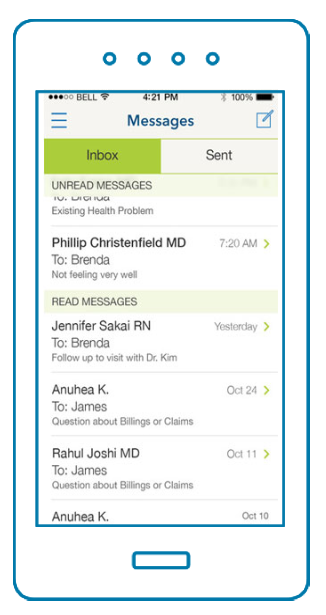 BELL 4:21 PM 100%
Messages
Inbox Sent
UNREAD MESSAGES
To: Brenda
Existing Health Problem
Phillip Christenfield MD 7:20 AM
To: Brenda
Not feeling very well
READ MESSAGES
Jennifer Sakai RN Yesterday
To: Brenda
Follow up to visit with Dr. Kim
Anuhea K. Oct 24
To: James
Question about Billings or Claims
Rahul Joshi MD Oct 11
To: James
Question about Billings or Claims
Anuhea K. Oct 10